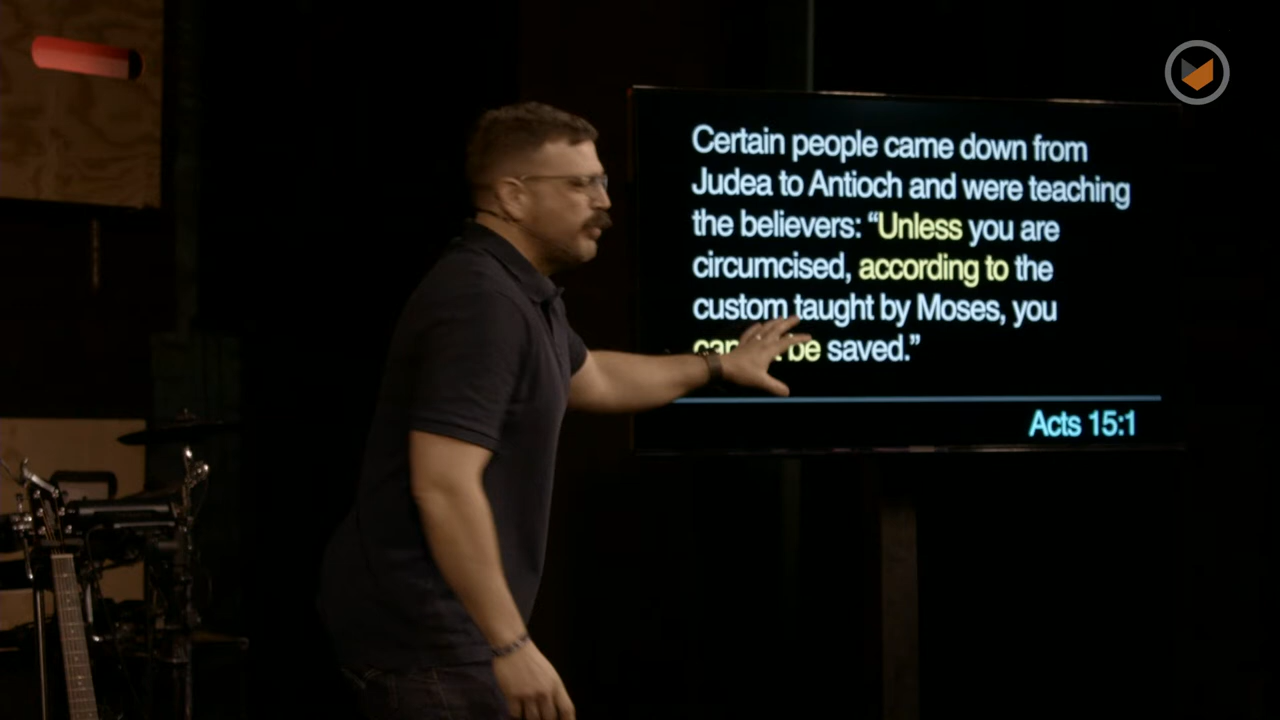 Certain people came down from
Judea to Antioch and were teaching
the believers: “Unless you are
circumcised, according to the
custom taught by Moses, you
be saved.”
Acts 15:1